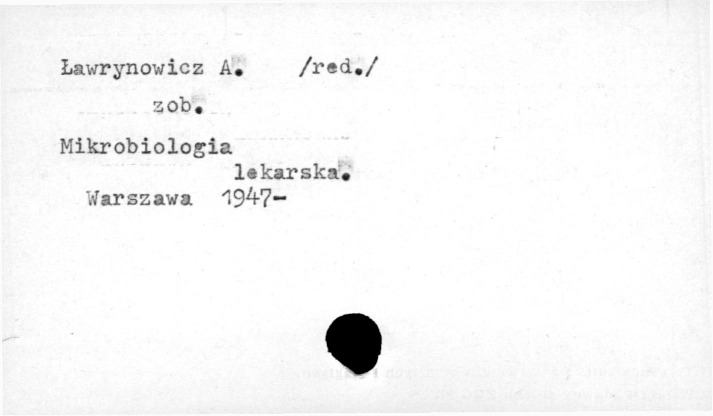 Ławrynowicz A. /red./
zob.
Mikrobiologia
lekarska.
Warszawa 1947-